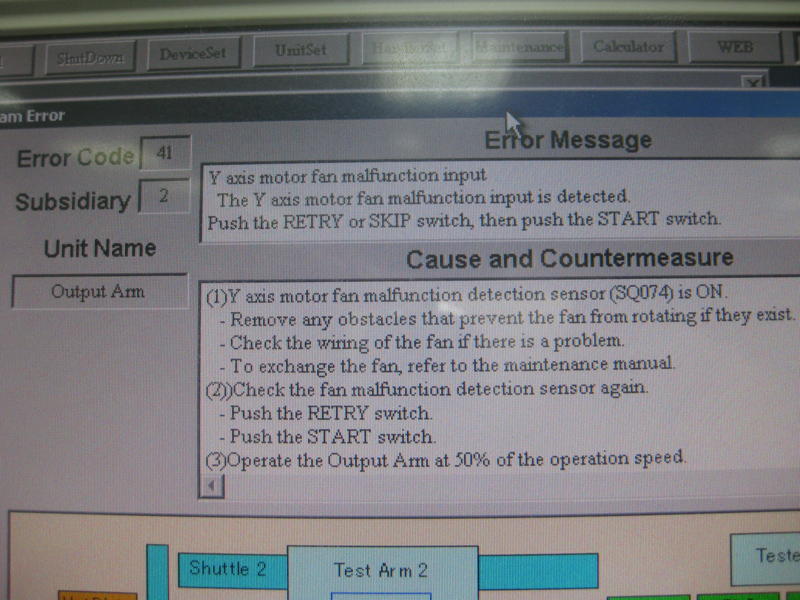 ShutDown
DeviceSet
UnitSet
Maintenance
Calculator
WEB
am Error
Error Code 41
Error Message
Subsidiary 2
Y axis motor fan malfunction input
The Y axis motor fan malfunction input is detected.
Push the RETRY or SKIP switch, then push the START switch.
Unit Name
Output Arm
Cause and Countermeasure
(1)Y axis motor fan malfunction detection sensor (SQ074) is ON.
- Remove any obstacles that prevent the fan from rotating if they exist.
- Check the wiring of the fan if there is a problem.
- To exchange the fan, refer to the maintenance manual.
(2))Check the fan malfunction detection sensor again.
- Push the RETRY switch.
- Push the START switch.
(3)Operate the Output Arm at 50% of the operation speed.
Shuttle 2
Test Arm 2
Teste